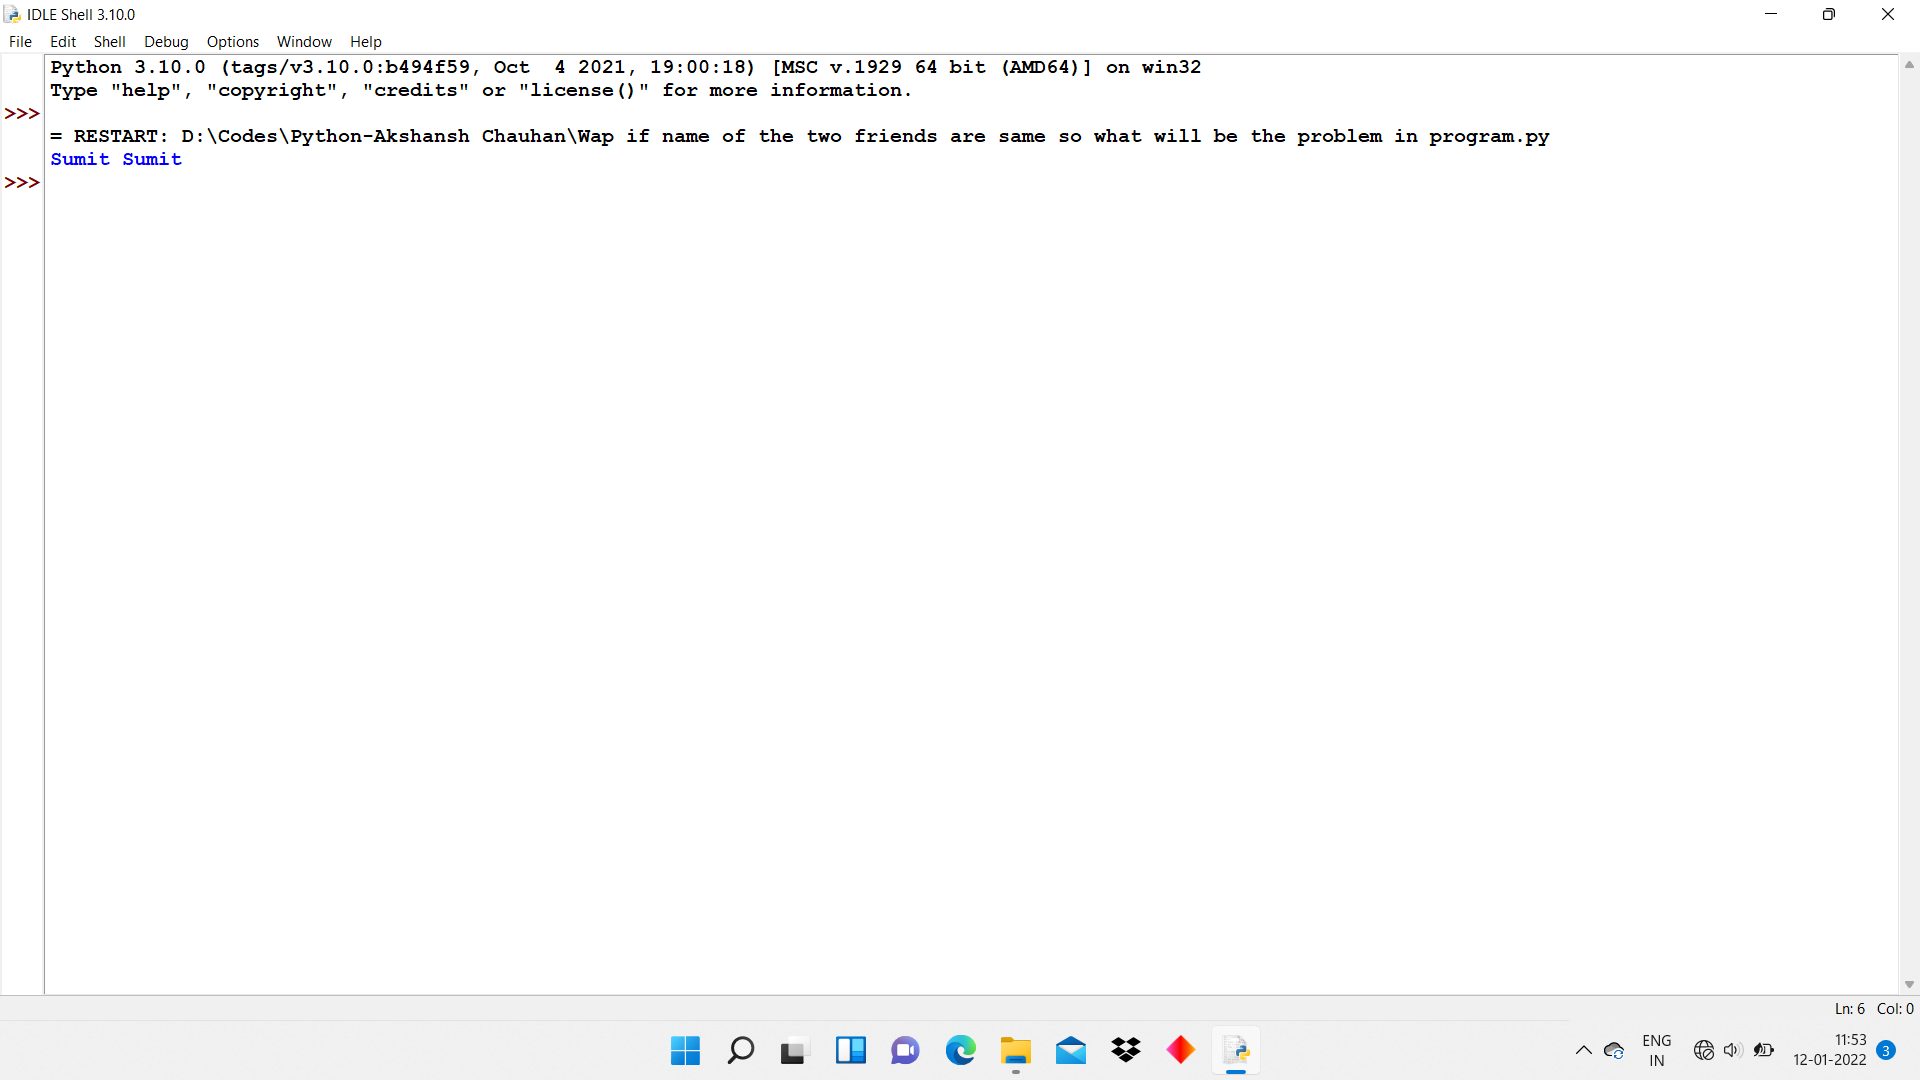 IDLE Shell 3.10.0
File Edit Shell Debug Options Window Help
Python 3.10.0 (tags/v3.10.0:b494f59, Oct  4 2021, 19:00:18) [MSC v.1929 64 bit (AMD64)] on win32
Type "help", "copyright", "credits" or "license()" for more information.
>>>
= RESTART: D:\Codes\Python-Akshansh Chauhan\Wap if name of the two friends are same so what will be the problem in program.py
Sumit Sumit
>>>
Ln: 6 Col: 0
ENG 11:53
IN 12-01-2022 3